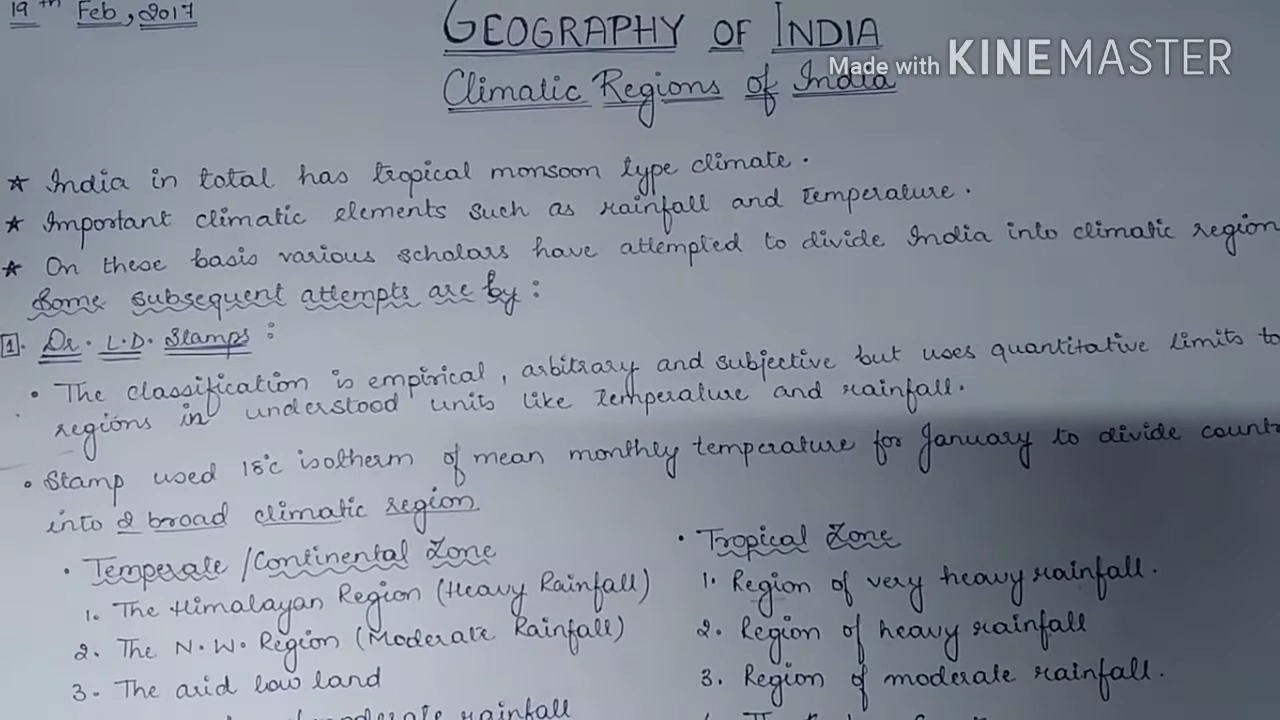 19th Feb, 2017
GEOGRAPHY OF INDIA
Made with KINEMASTER
Climatic Regions of India
★ India in total has tropical monsoon type climate.
★ Important climatic elements such as rainfall and temperature.
★ On these basis various scholars have attempted to divide India into climatic region
Some subsequent attempts are by:
1. Dr. L.D. Stamps:
• The classification is empirical, arbitrary and subjective but uses quantitative limits to
regions in understood units like temperature and rainfall.
• Stamp used 18°C isotherm of mean monthly temperature for January to divide countr
into 2 broad climatic region
• Temperate/Continental Zone
1. The Himalayan Region (Heavy Rainfall)
2. The N.W. Region (Moderate Rainfall)
3. The arid low land
moderate rainfall
• Tropical Zone
1. Region of very heavy rainfall.
2. Region of heavy rainfall
3. Region of moderate rainfall.